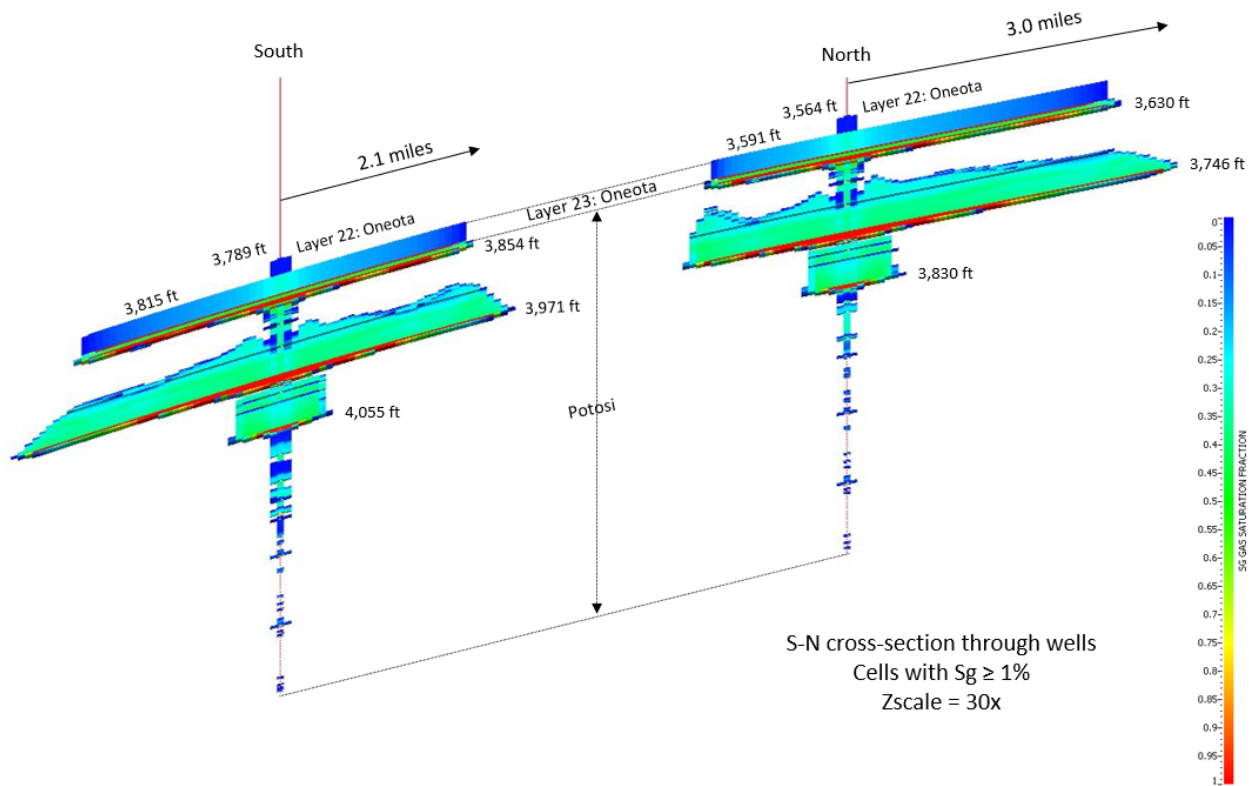 South
North
3.0 miles
2.1 miles
3,564 ft
Layer 22: Oneota
3,591 ft
3,630 ft
3,746 ft
3,830 ft
Layer 23: Oneota
3,789 ft
Layer 22: Oneota
3,815 ft
3,854 ft
3,971 ft
4,055 ft
Potosi
S-N cross-section through wells
Cells with Sg ≥ 1%
Zscale = 30x
0
0.05
0.1
0.15
0.2
0.25
0.3
0.35
0.4
0.45
0.5
0.55
0.6
0.65
0.7
0.75
0.8
0.85
0.9
0.95
1
SG GAS SATURATION FRACTION